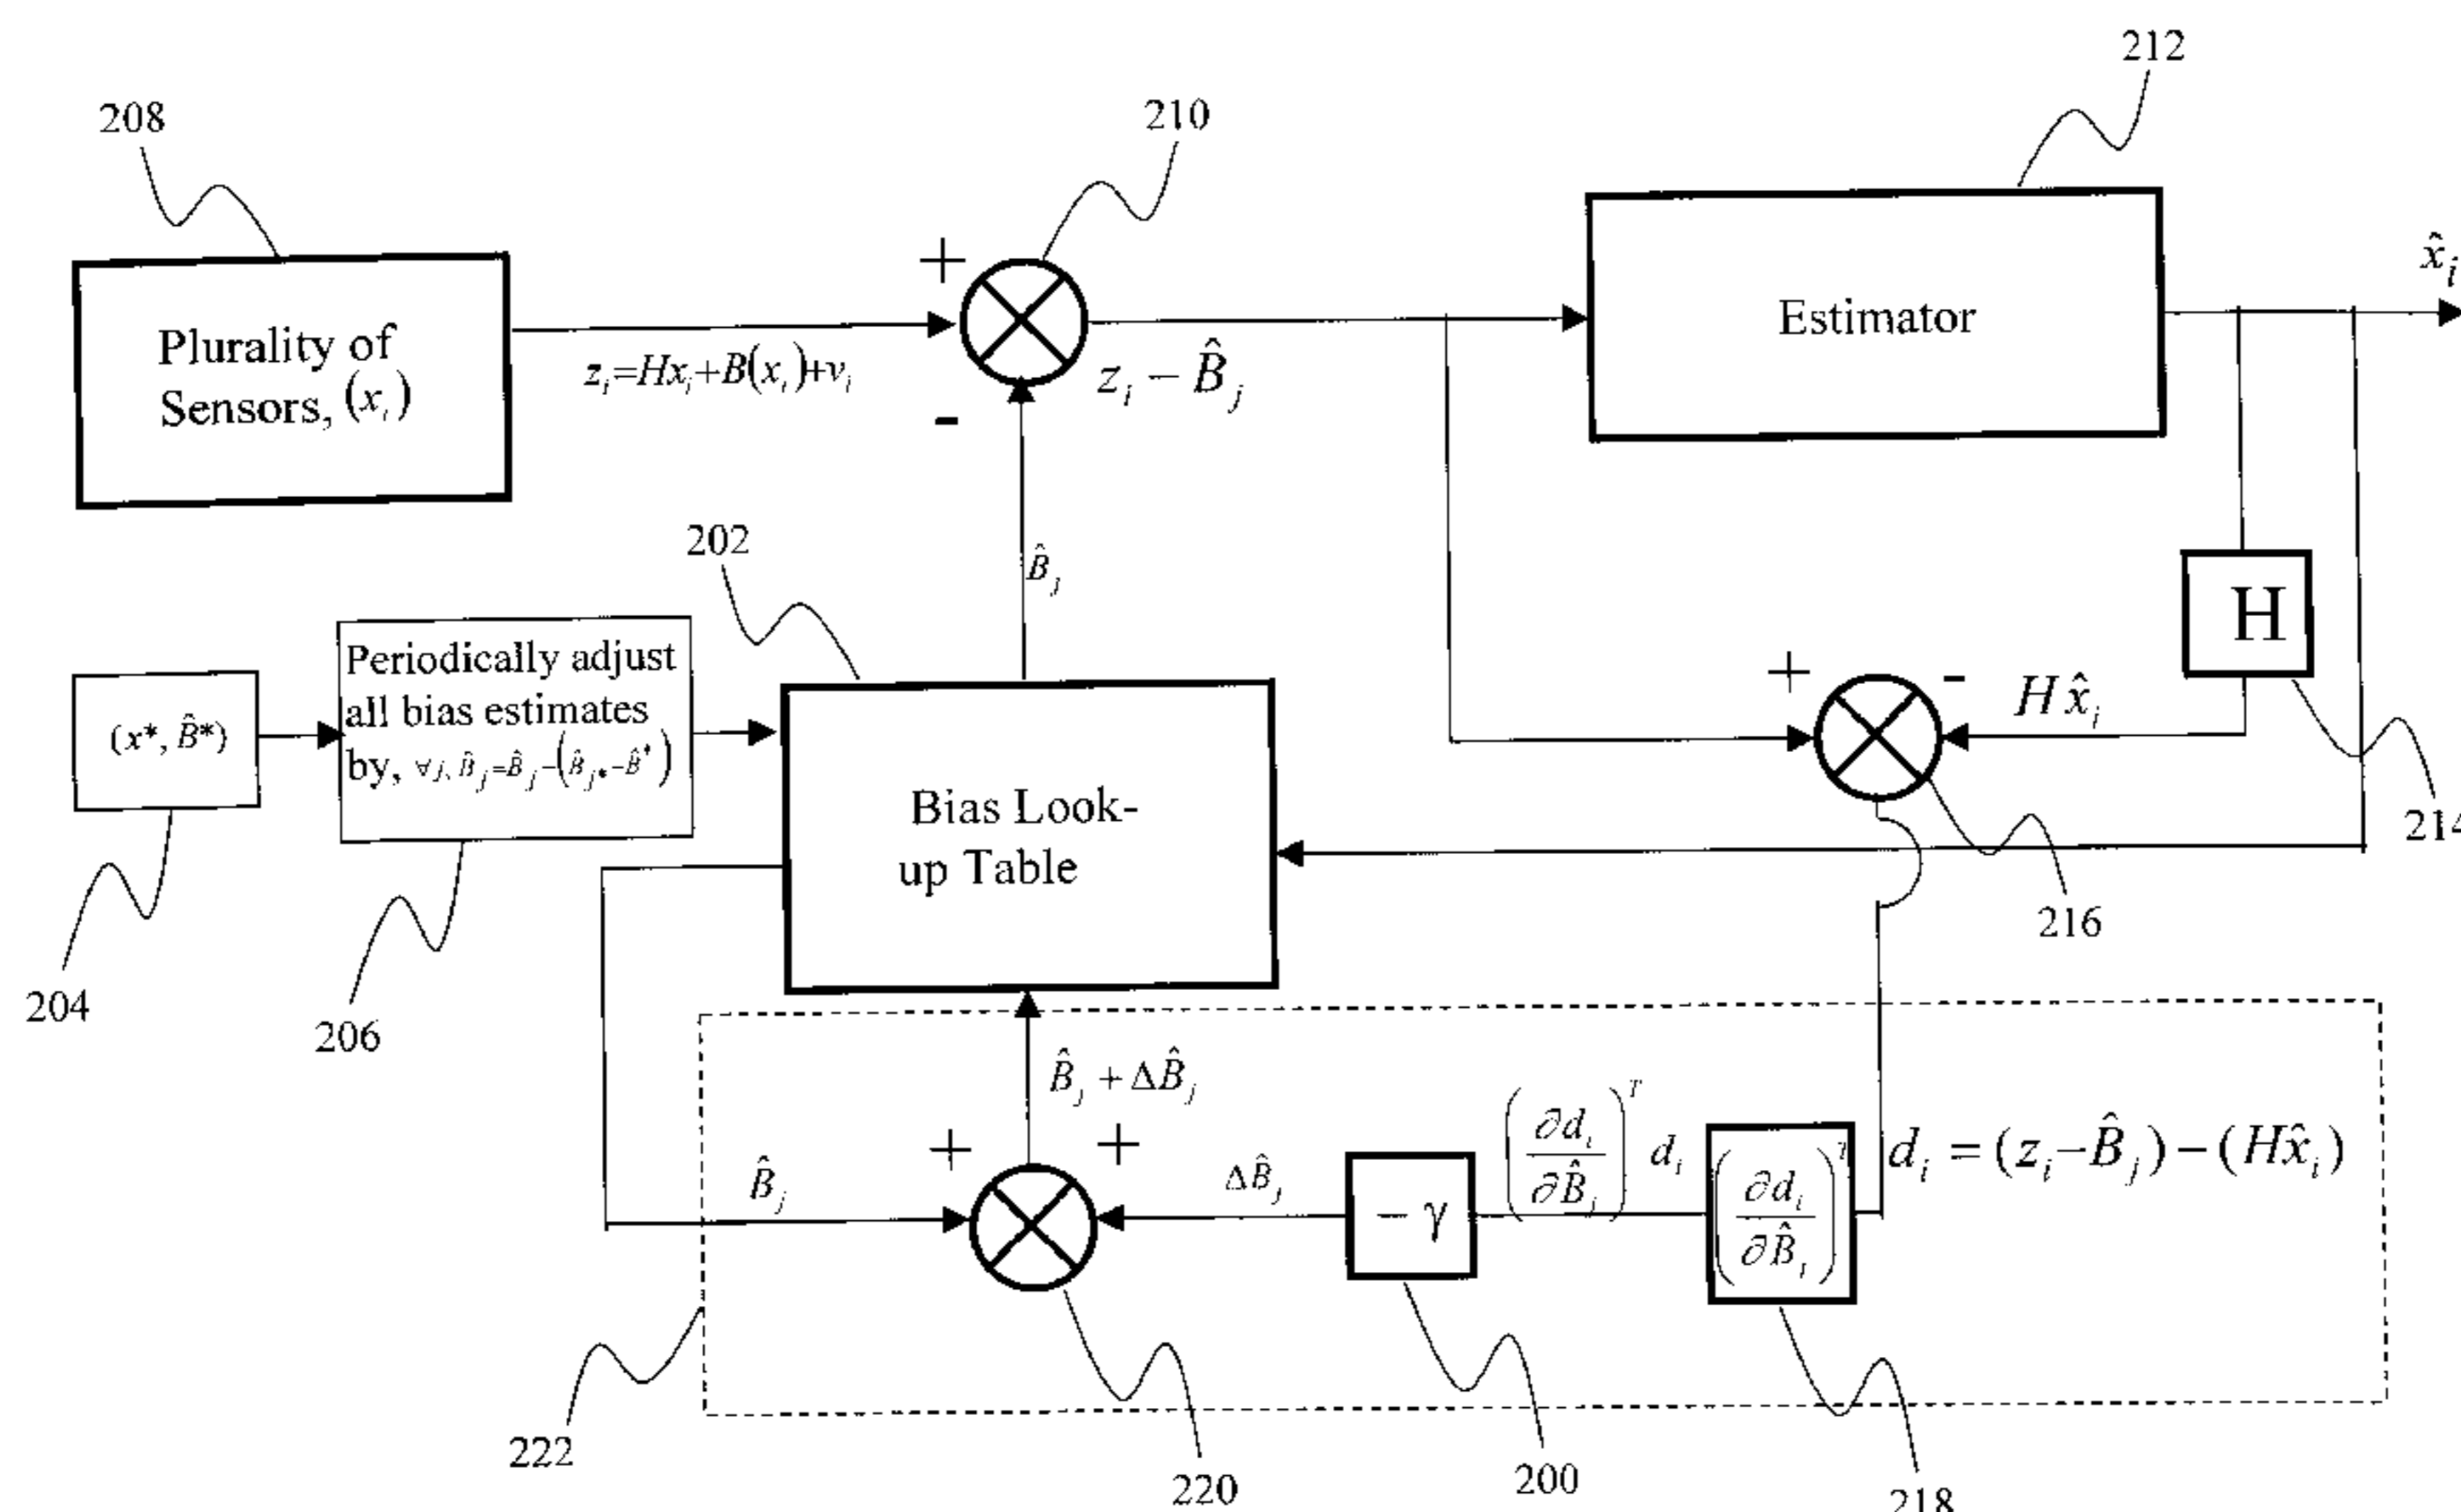 212
208
210
Plurality of
Sensors, (xᵢ)
+
zᵢ=Hxᵢ+B(xᵢ)+vᵢ
-
zᵢ − B̂ⱼ
Estimator
x̂ᵢ
202
B̂ⱼ
H
(x*, B̂*)
Periodically adjust
all bias estimates
by, ∀j, B̂ⱼ=B̂ⱼ−(B̂ⱼ*−B̂*)
Bias Look-
up Table
+
-
Hx̂ᵢ
214
216
204
206
B̂ⱼ + ΔB̂ⱼ
+
+
B̂ⱼ
ΔB̂ⱼ
− γ
(∂dᵢ/∂B̂ⱼ)ᵀ dᵢ
(∂dᵢ/∂B̂ⱼ)ᵀ
dᵢ = (zᵢ−B̂ⱼ)−(Hx̂ᵢ)
222
220
200
218